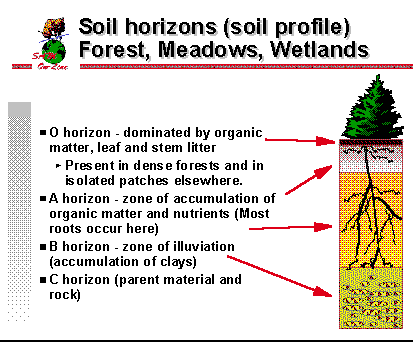 Soil horizons (soil profile)
Forest, Meadows, Wetlands
O horizon - dominated by organic
matter, leaf and stem litter
Present in dense forests and in
isolated patches elsewhere.
A horizon - zone of accumulation of
organic matter and nutrients (Most
roots occur here)
B horizon - zone of illuviation
(accumulation of clays)
C horizon (parent material and
rock)